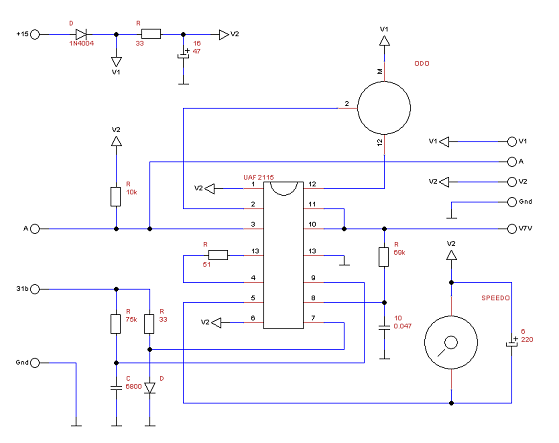 +15
D
1N4004
V1
R
33
16
47
V2
V1
M
ODO
2
12
V2
R
10k
V1 V1
A
V2 V2
Gnd
V7V
UAF2115
V2 1 12
2 11
A 3 10
R
51
13 13
4 9
5 8
V2 6 7
R
68k
10
0.047
31b
R
75k
R
33
Gnd
C
6800
D
V2
SPEEDO
6
220